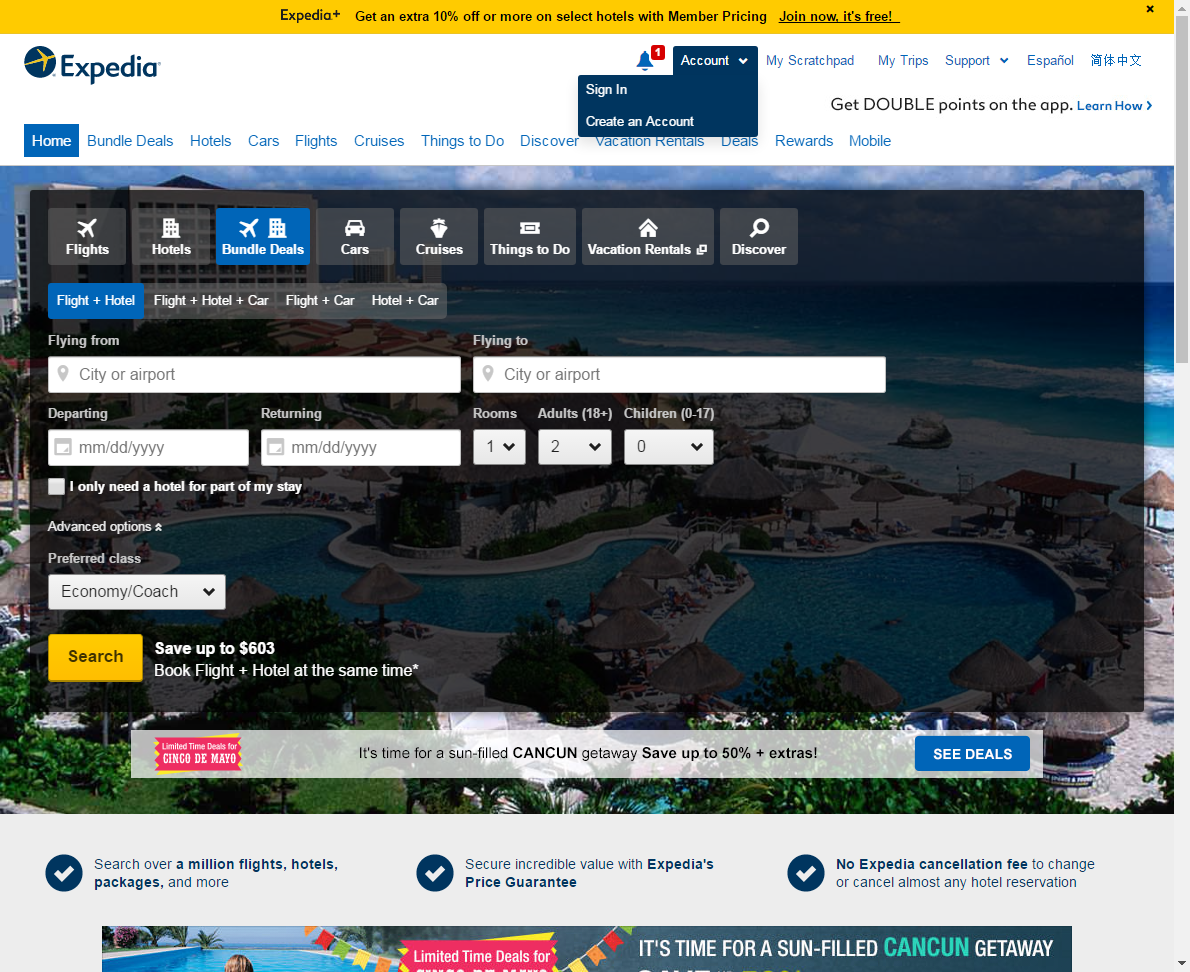 Expedia+ Get an extra 10% off or more on select hotels with Member Pricing Join now, it's free!
Expedia
1
Account
My Scratchpad
My Trips
Support
Español
简体中文
Sign In
Create an Account
Get DOUBLE points on the app. Learn How
Home
Bundle Deals
Hotels
Cars
Flights
Cruises
Things to Do
Discover
Vacation Rentals
Deals
Rewards
Mobile
Flights
Hotels
Bundle Deals
Cars
Cruises
Things to Do
Vacation Rentals
Discover
Flight + Hotel
Flight + Hotel + Car
Flight + Car
Hotel + Car
Flying from
Flying to
City or airport
City or airport
Departing
Returning
Rooms
Adults (18+)
Children (0-17)
mm/dd/yyyy
mm/dd/yyyy
1
2
0
I only need a hotel for part of my stay
Advanced options
Preferred class
Economy/Coach
Search
Save up to $603
Book Flight + Hotel at the same time*
Limited Time Deals for
CINCO DE MAYO
It's time for a sun-filled CANCUN getaway Save up to 50% + extras!
SEE DEALS
Search over a million flights, hotels,
packages, and more
Secure incredible value with Expedia's
Price Guarantee
No Expedia cancellation fee to change
or cancel almost any hotel reservation
Limited Time Deals for
IT'S TIME FOR A SUN-FILLED CANCUN GETAWAY